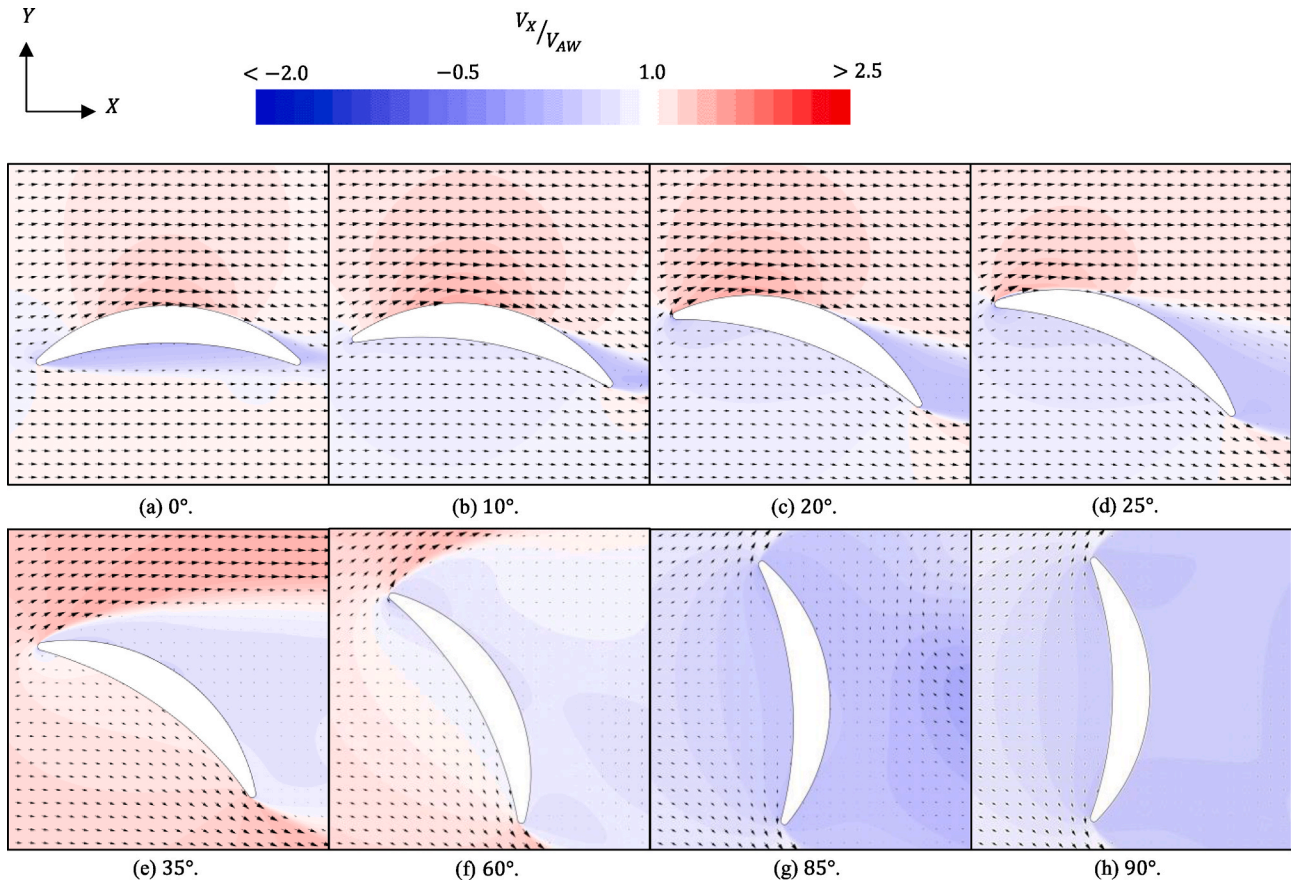 Y
X
V_X/V_AW
< −2.0 −0.5 1.0 > 2.5
(a) 0°. (b) 10°. (c) 20°. (d) 25°.
(e) 35°. (f) 60°. (g) 85°. (h) 90°.